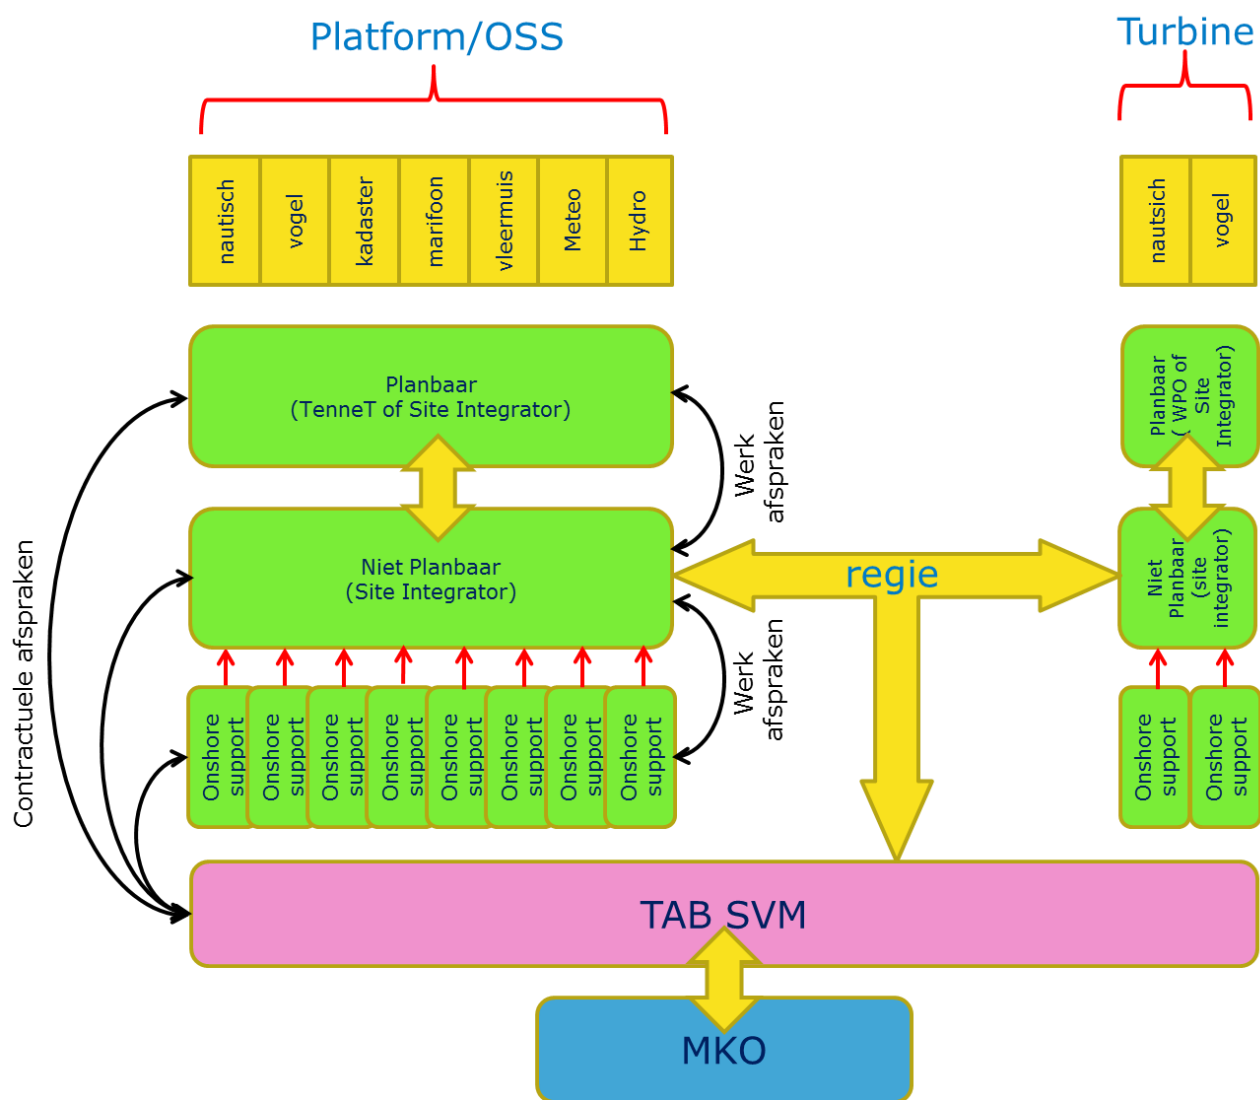 Platform/OSS
Turbine
nautisch
vogel
kadaster
marifoon
vleermuis
Meteo
Hydro
nautsich
vogel
Planbaar
(TenneT of Site Integrator)
Planbaar
( WPO of
Site
Integrator)
Werk
afspraken
Niet Planbaar
(Site Integrator)
regie
Niet
Planbaar
(site
integrator)
Contractuele afspraken
Werk
afspraken
Onshore
support
Onshore
support
Onshore
support
Onshore
support
Onshore
support
Onshore
support
Onshore
support
Onshore
support
Onshore
support
Onshore
support
TAB SVM
MKO